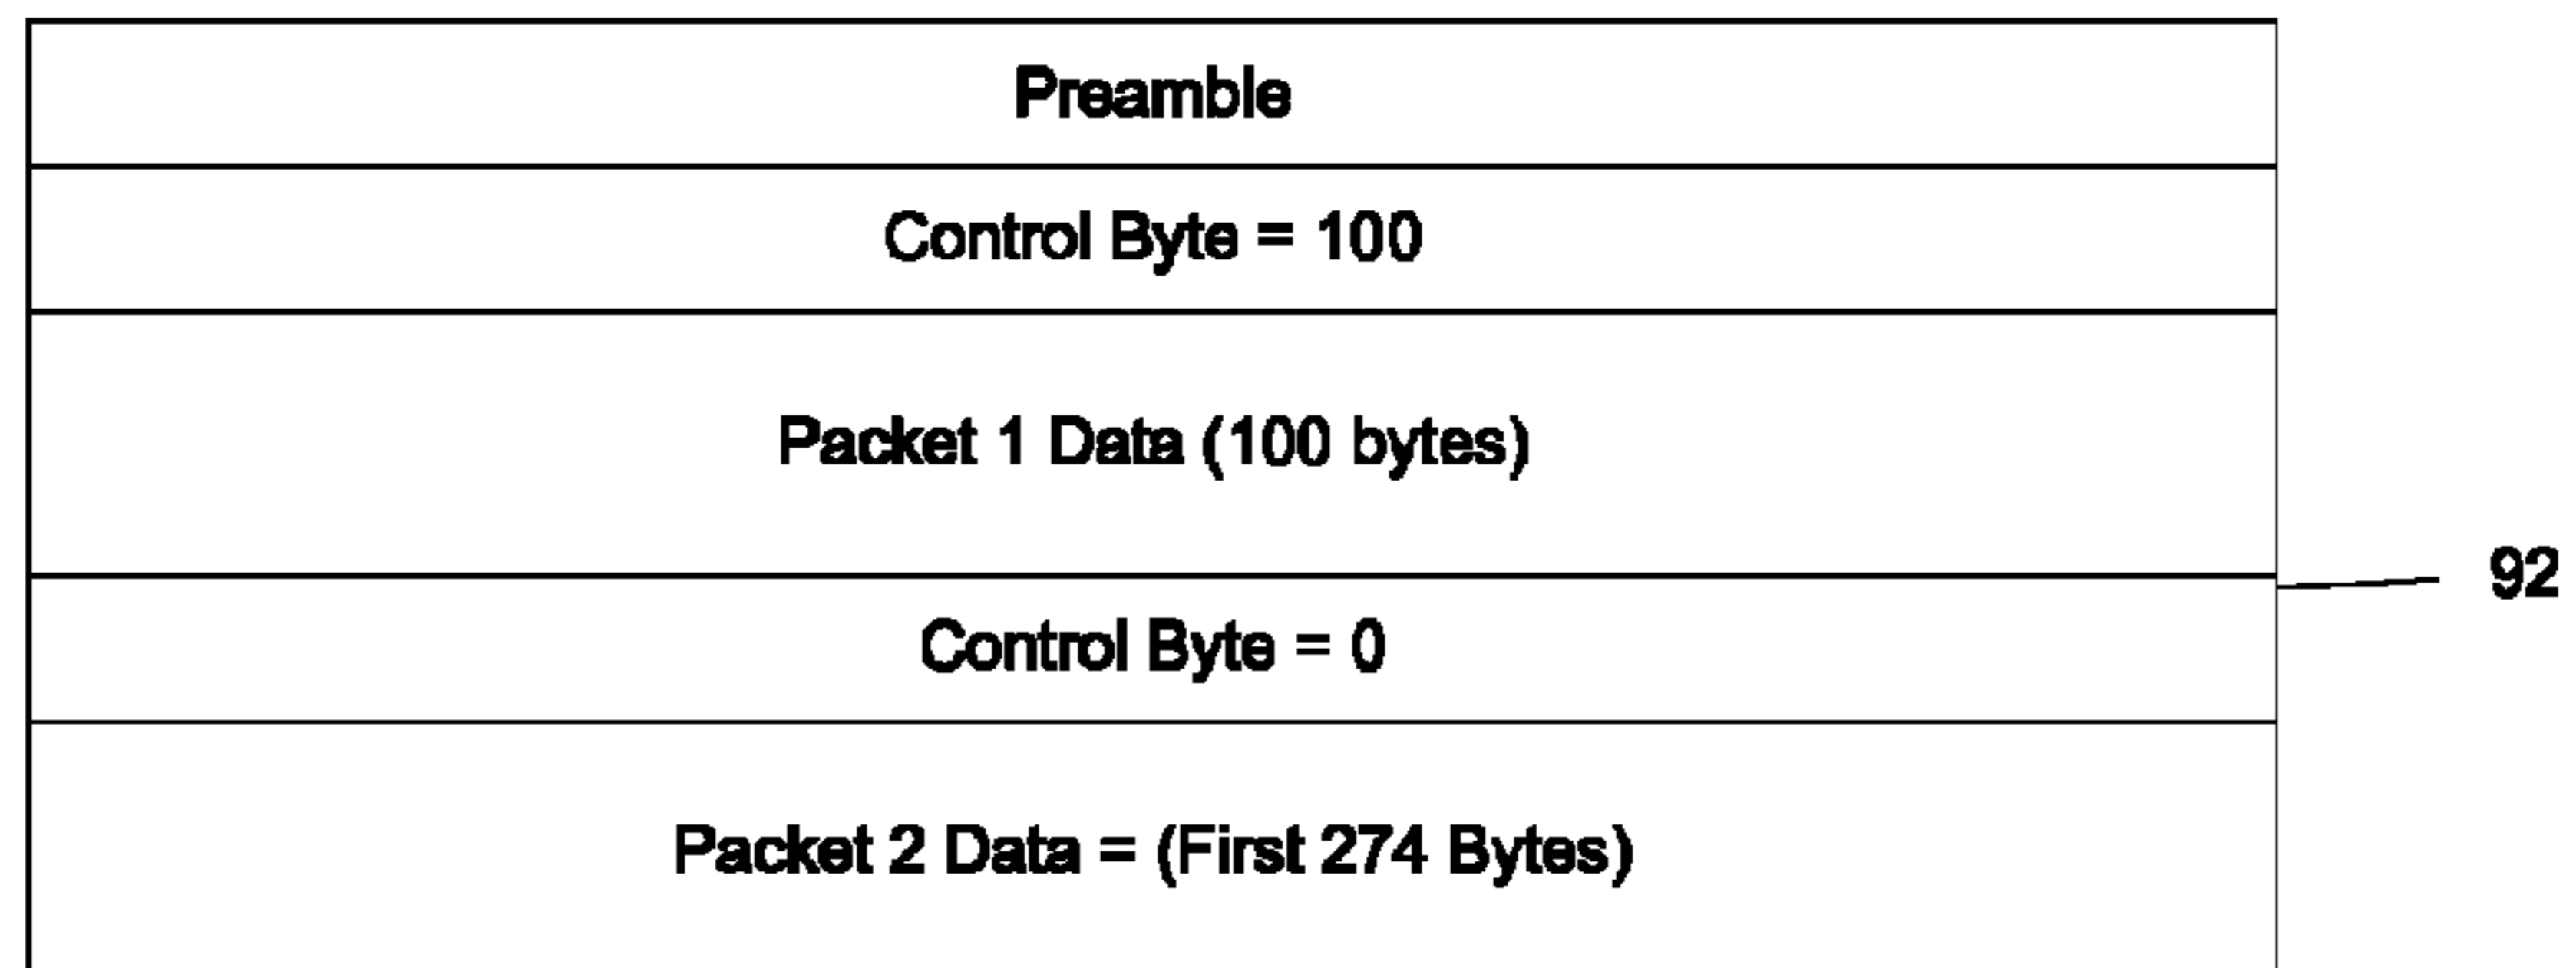 Preamble
Control Byte = 100
Packet 1 Data (100 bytes)
92
Control Byte = 0
Packet 2 Data = (First 274 Bytes)